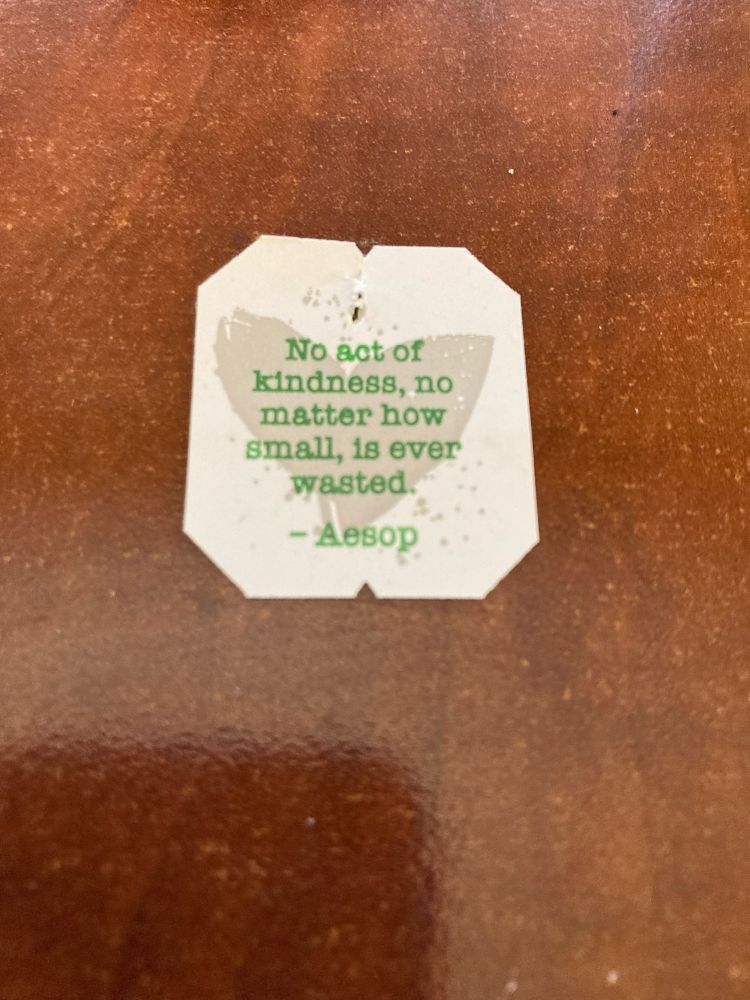 No act of
kindness, no
matter how
small, is ever
wasted.
– Aesop